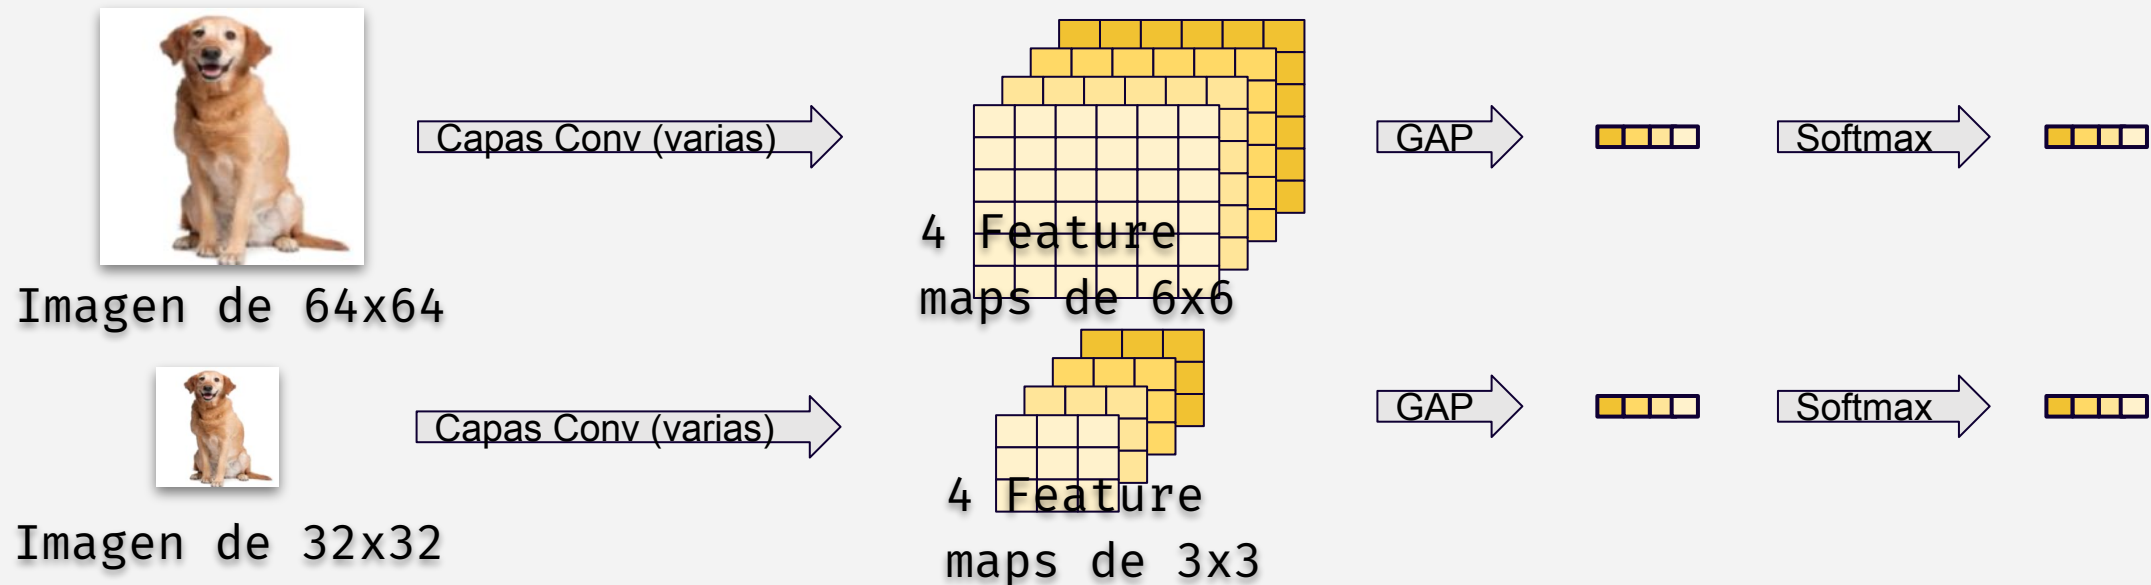 Capas Conv (varias)
GAP
Softmax
4 Feature
maps de 6x6
Imagen de 64x64
Capas Conv (varias)
GAP
Softmax
4 Feature
maps de 3x3
Imagen de 32x32